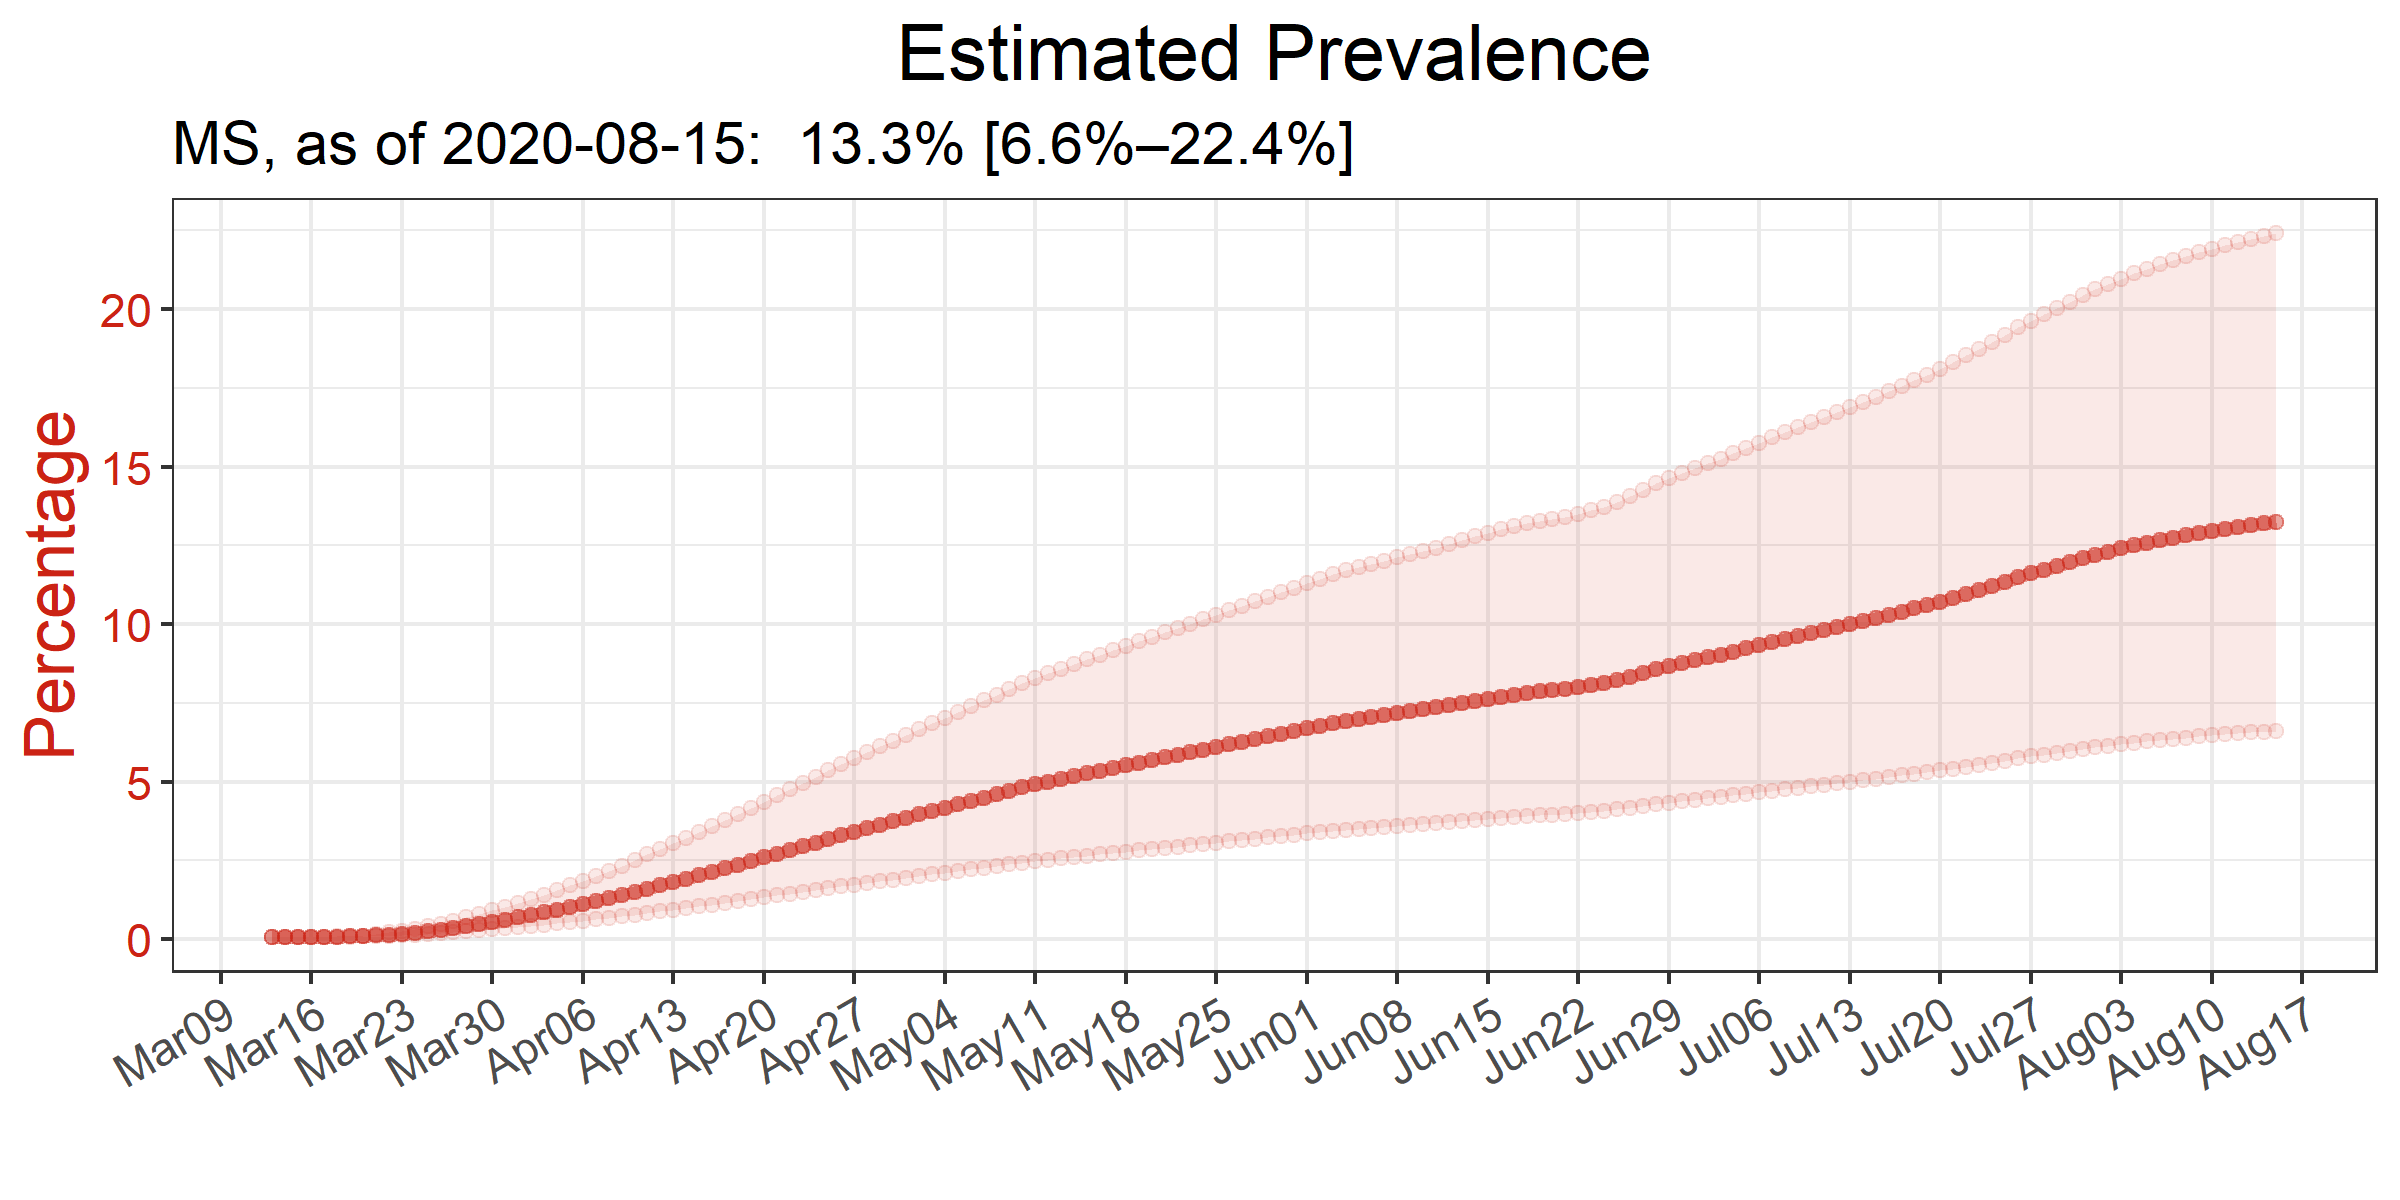 Estimated Prevalence
MS, as of 2020-08-15:  13.3% [6.6%–22.4%]
Percentage
20
15
10
5
0
Mar09
Mar16
Mar23
Mar30
Apr06
Apr13
Apr20
Apr27
May04
May11
May18
May25
Jun01
Jun08
Jun15
Jun22
Jun29
Jul06
Jul13
Jul20
Jul27
Aug03
Aug10
Aug17